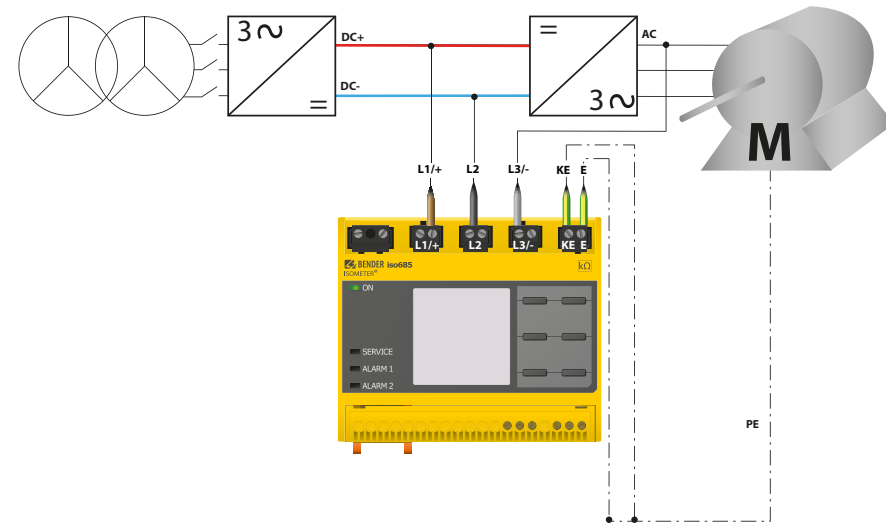 3
DC+
AC
DC-
3
M
L1/+ L2 L3/- KE E
L1/+ L2 L3/- KE E
BENDER iso685
ISOMETER®
kΩ
ON
SERVICE
ALARM 1
ALARM 2
PE